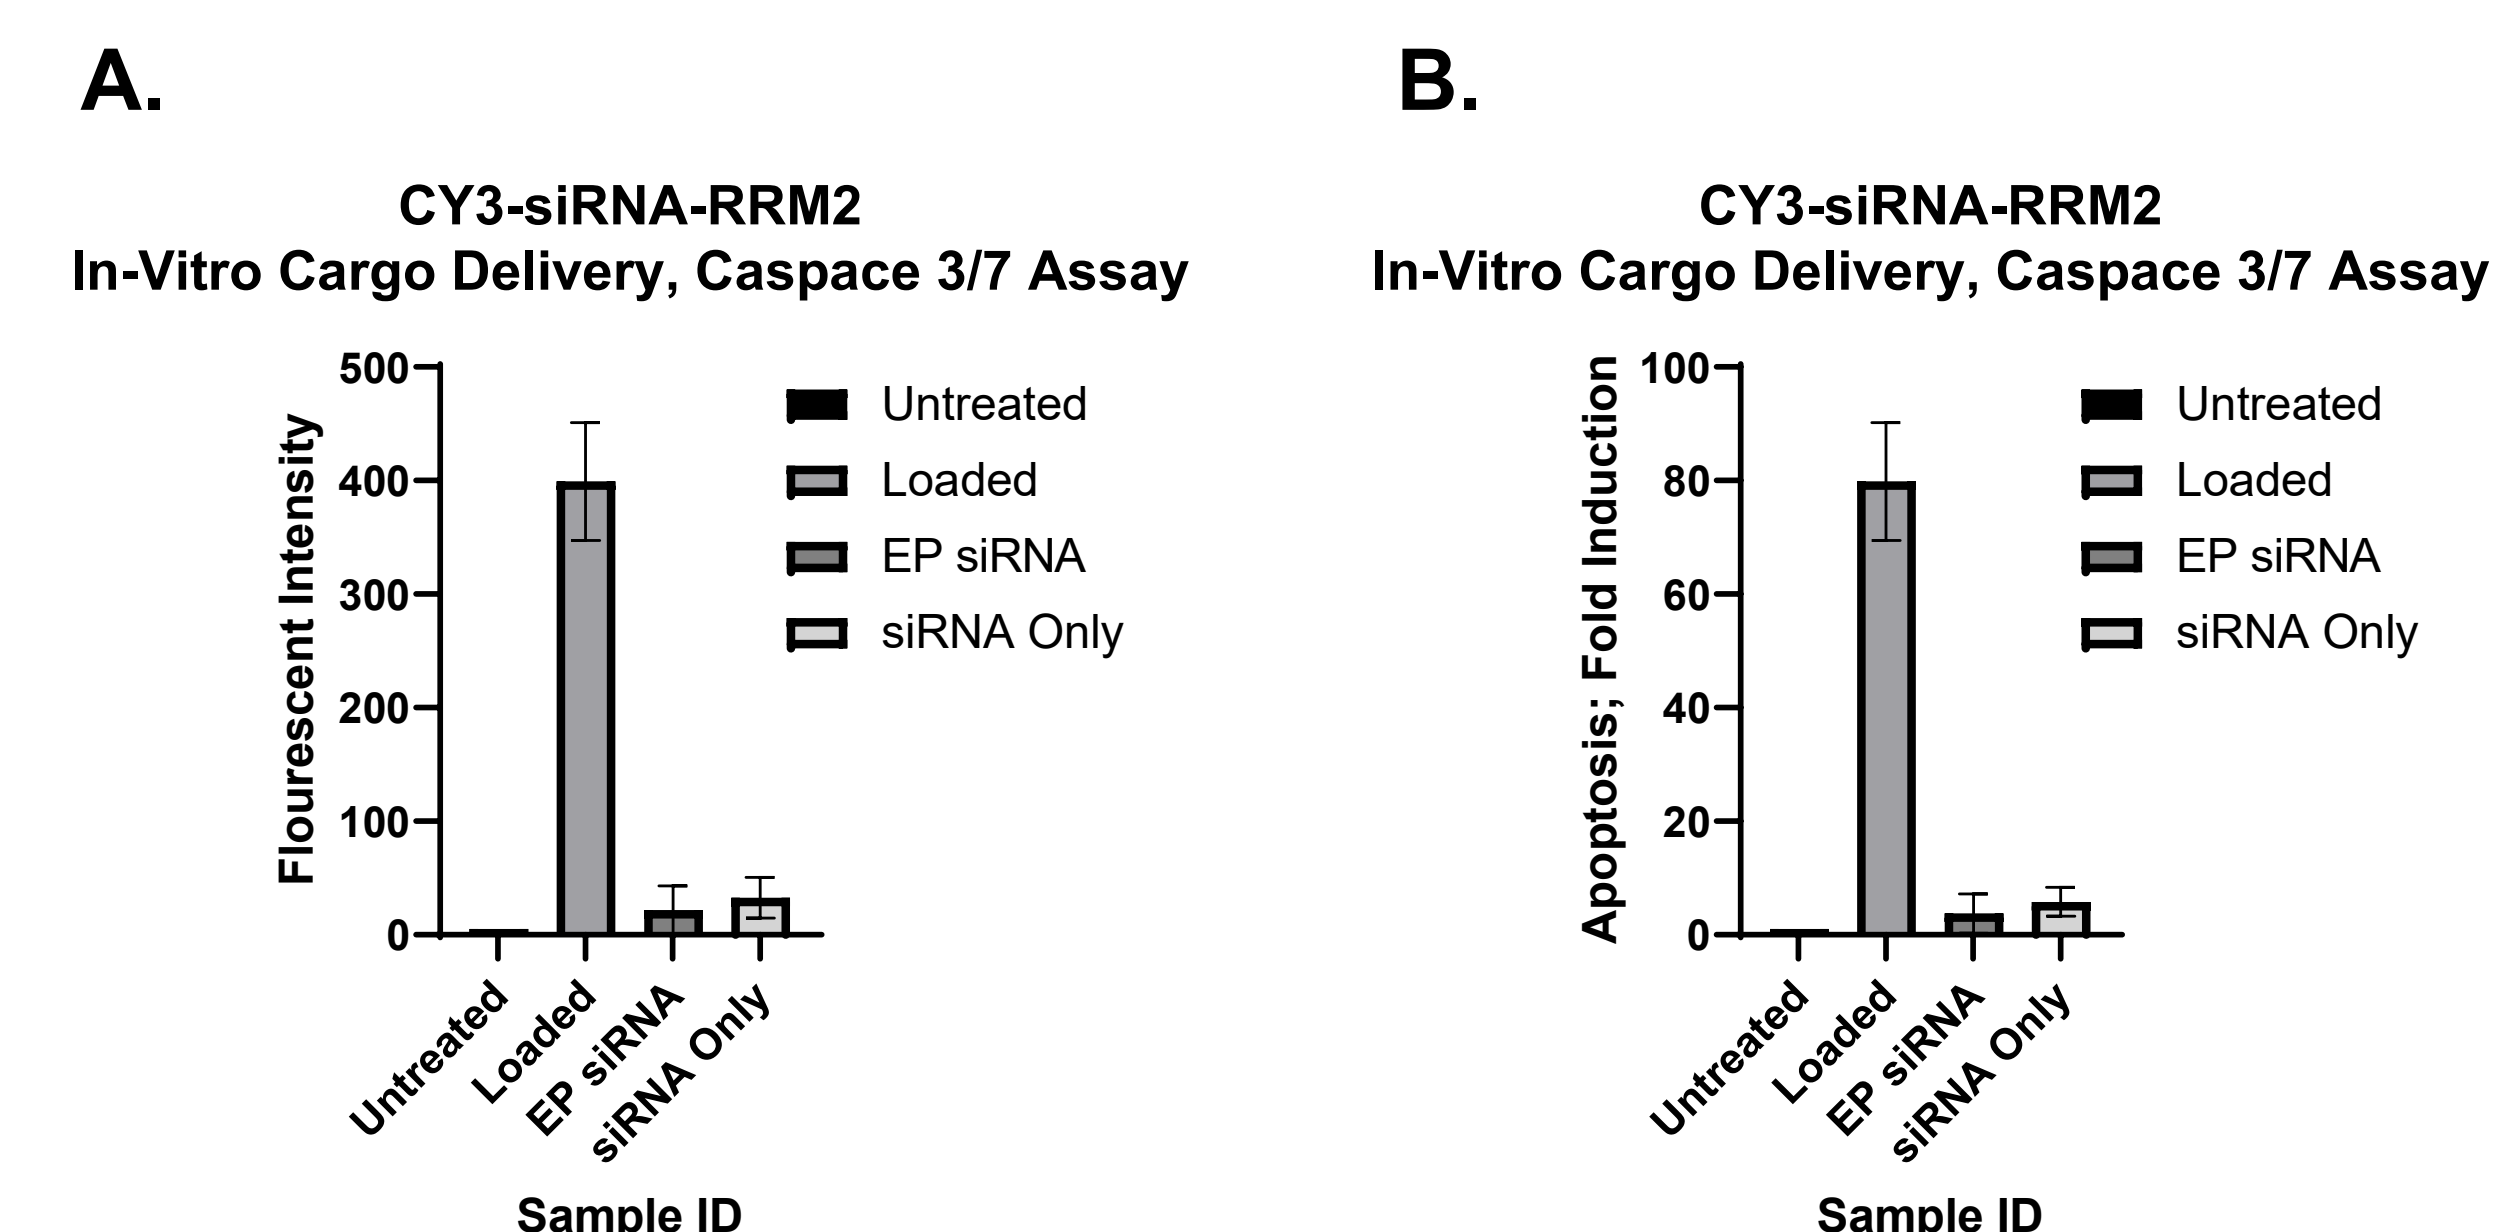 A.
CY3-siRNA-RRM2
In-Vitro Cargo Delivery, Caspace 3/7 Assay
Flourescent Intensity
500
400
300
200
100
0
Untreated
Loaded
EP siRNA
siRNA Only
Untreated
Loaded
EP siRNA
siRNA Only
Sample ID
B.
CY3-siRNA-RRM2
In-Vitro Cargo Delivery, Caspace 3/7 Assay
Apoptosis; Fold Induction
100
80
60
40
20
0
Untreated
Loaded
EP siRNA
siRNA Only
Untreated
Loaded
EP siRNA
siRNA Only
Sample ID